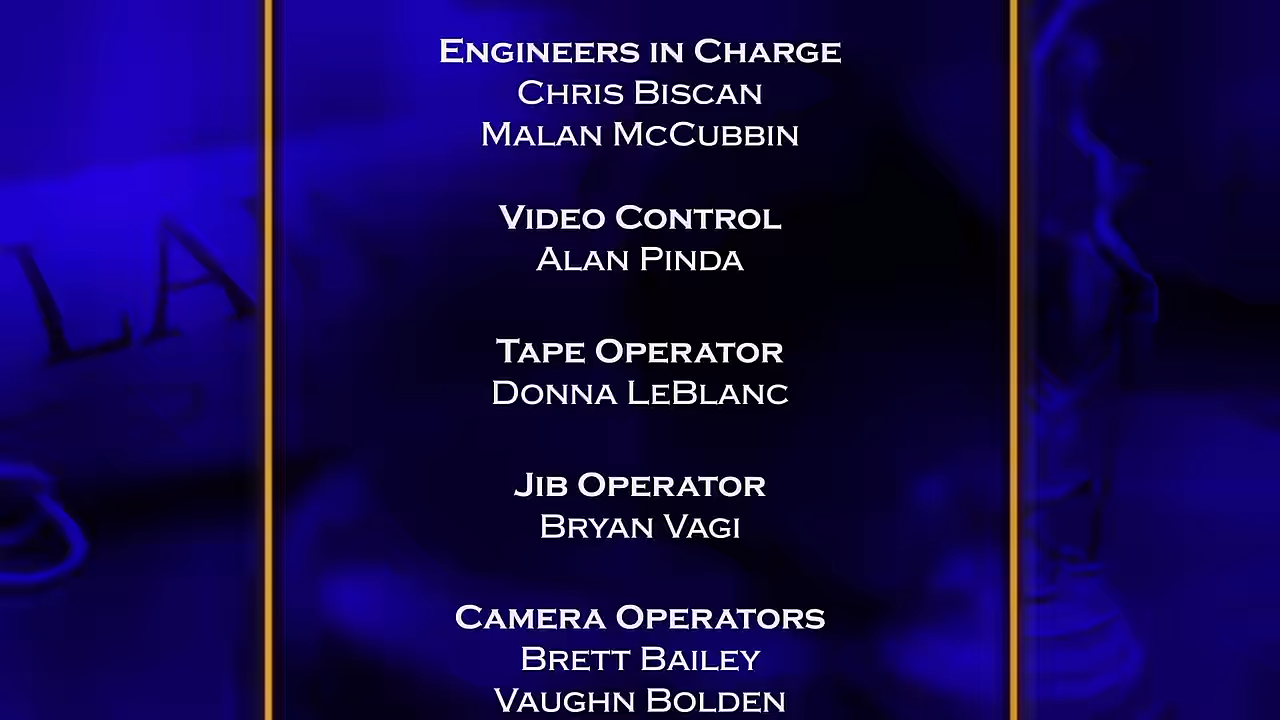 ENGINEERS IN CHARGE
CHRIS BISCAN
MALAN MCCUBBIN
VIDEO CONTROL
ALAN PINDA
LA
TAPE OPERATOR
DONNA LEBLANC
JIB OPERATOR
BRYAN VAGI
CAMERA OPERATORS
BRETT BAILEY
VAUGHN BOLDEN